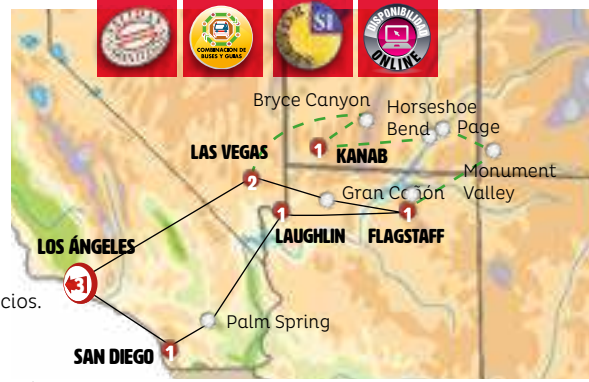 COMBINACIÓN DE
BUSES Y GUIAS
SI
DISPONIBILIDAD
ONLINE
Bryce Canyon
Horseshoe
Bend
Page
LAS VEGAS
1
KANAB
2
Monument
Valley
Gran Cañón
1
1
LAUGHLIN
FLAGSTAFF
LOS ÁNGELES
3
cios.
Palm Spring
SAN DIEGO
1